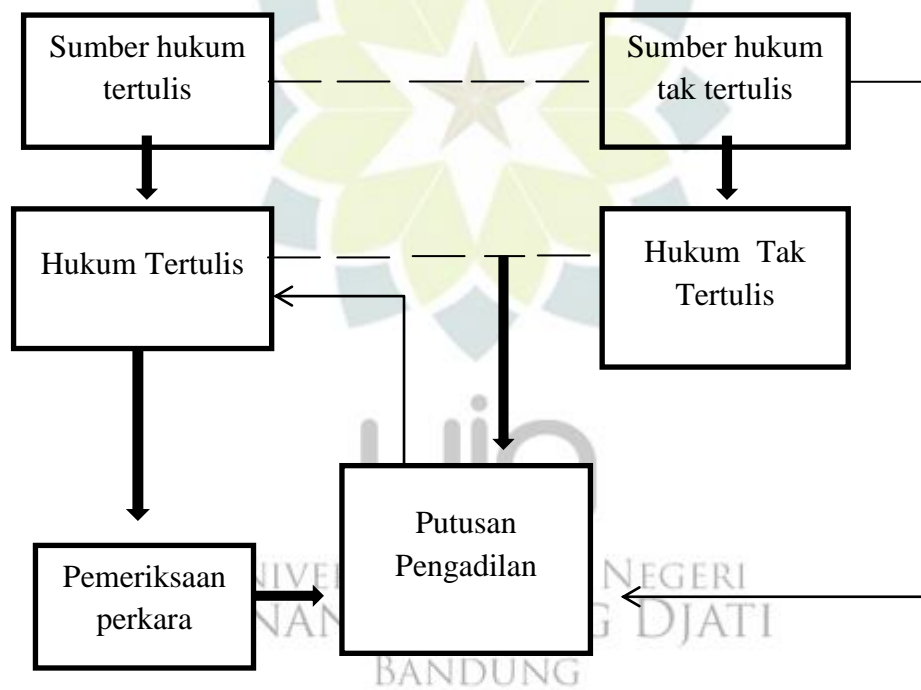 Sumber hukum
tertulis
Sumber hukum
tak tertulis
Hukum Tertulis
Hukum Tak
Tertulis
uin
Putusan
Pengadilan
Pemeriksaan
perkara
NEGERI
DJATI
BANDUNG